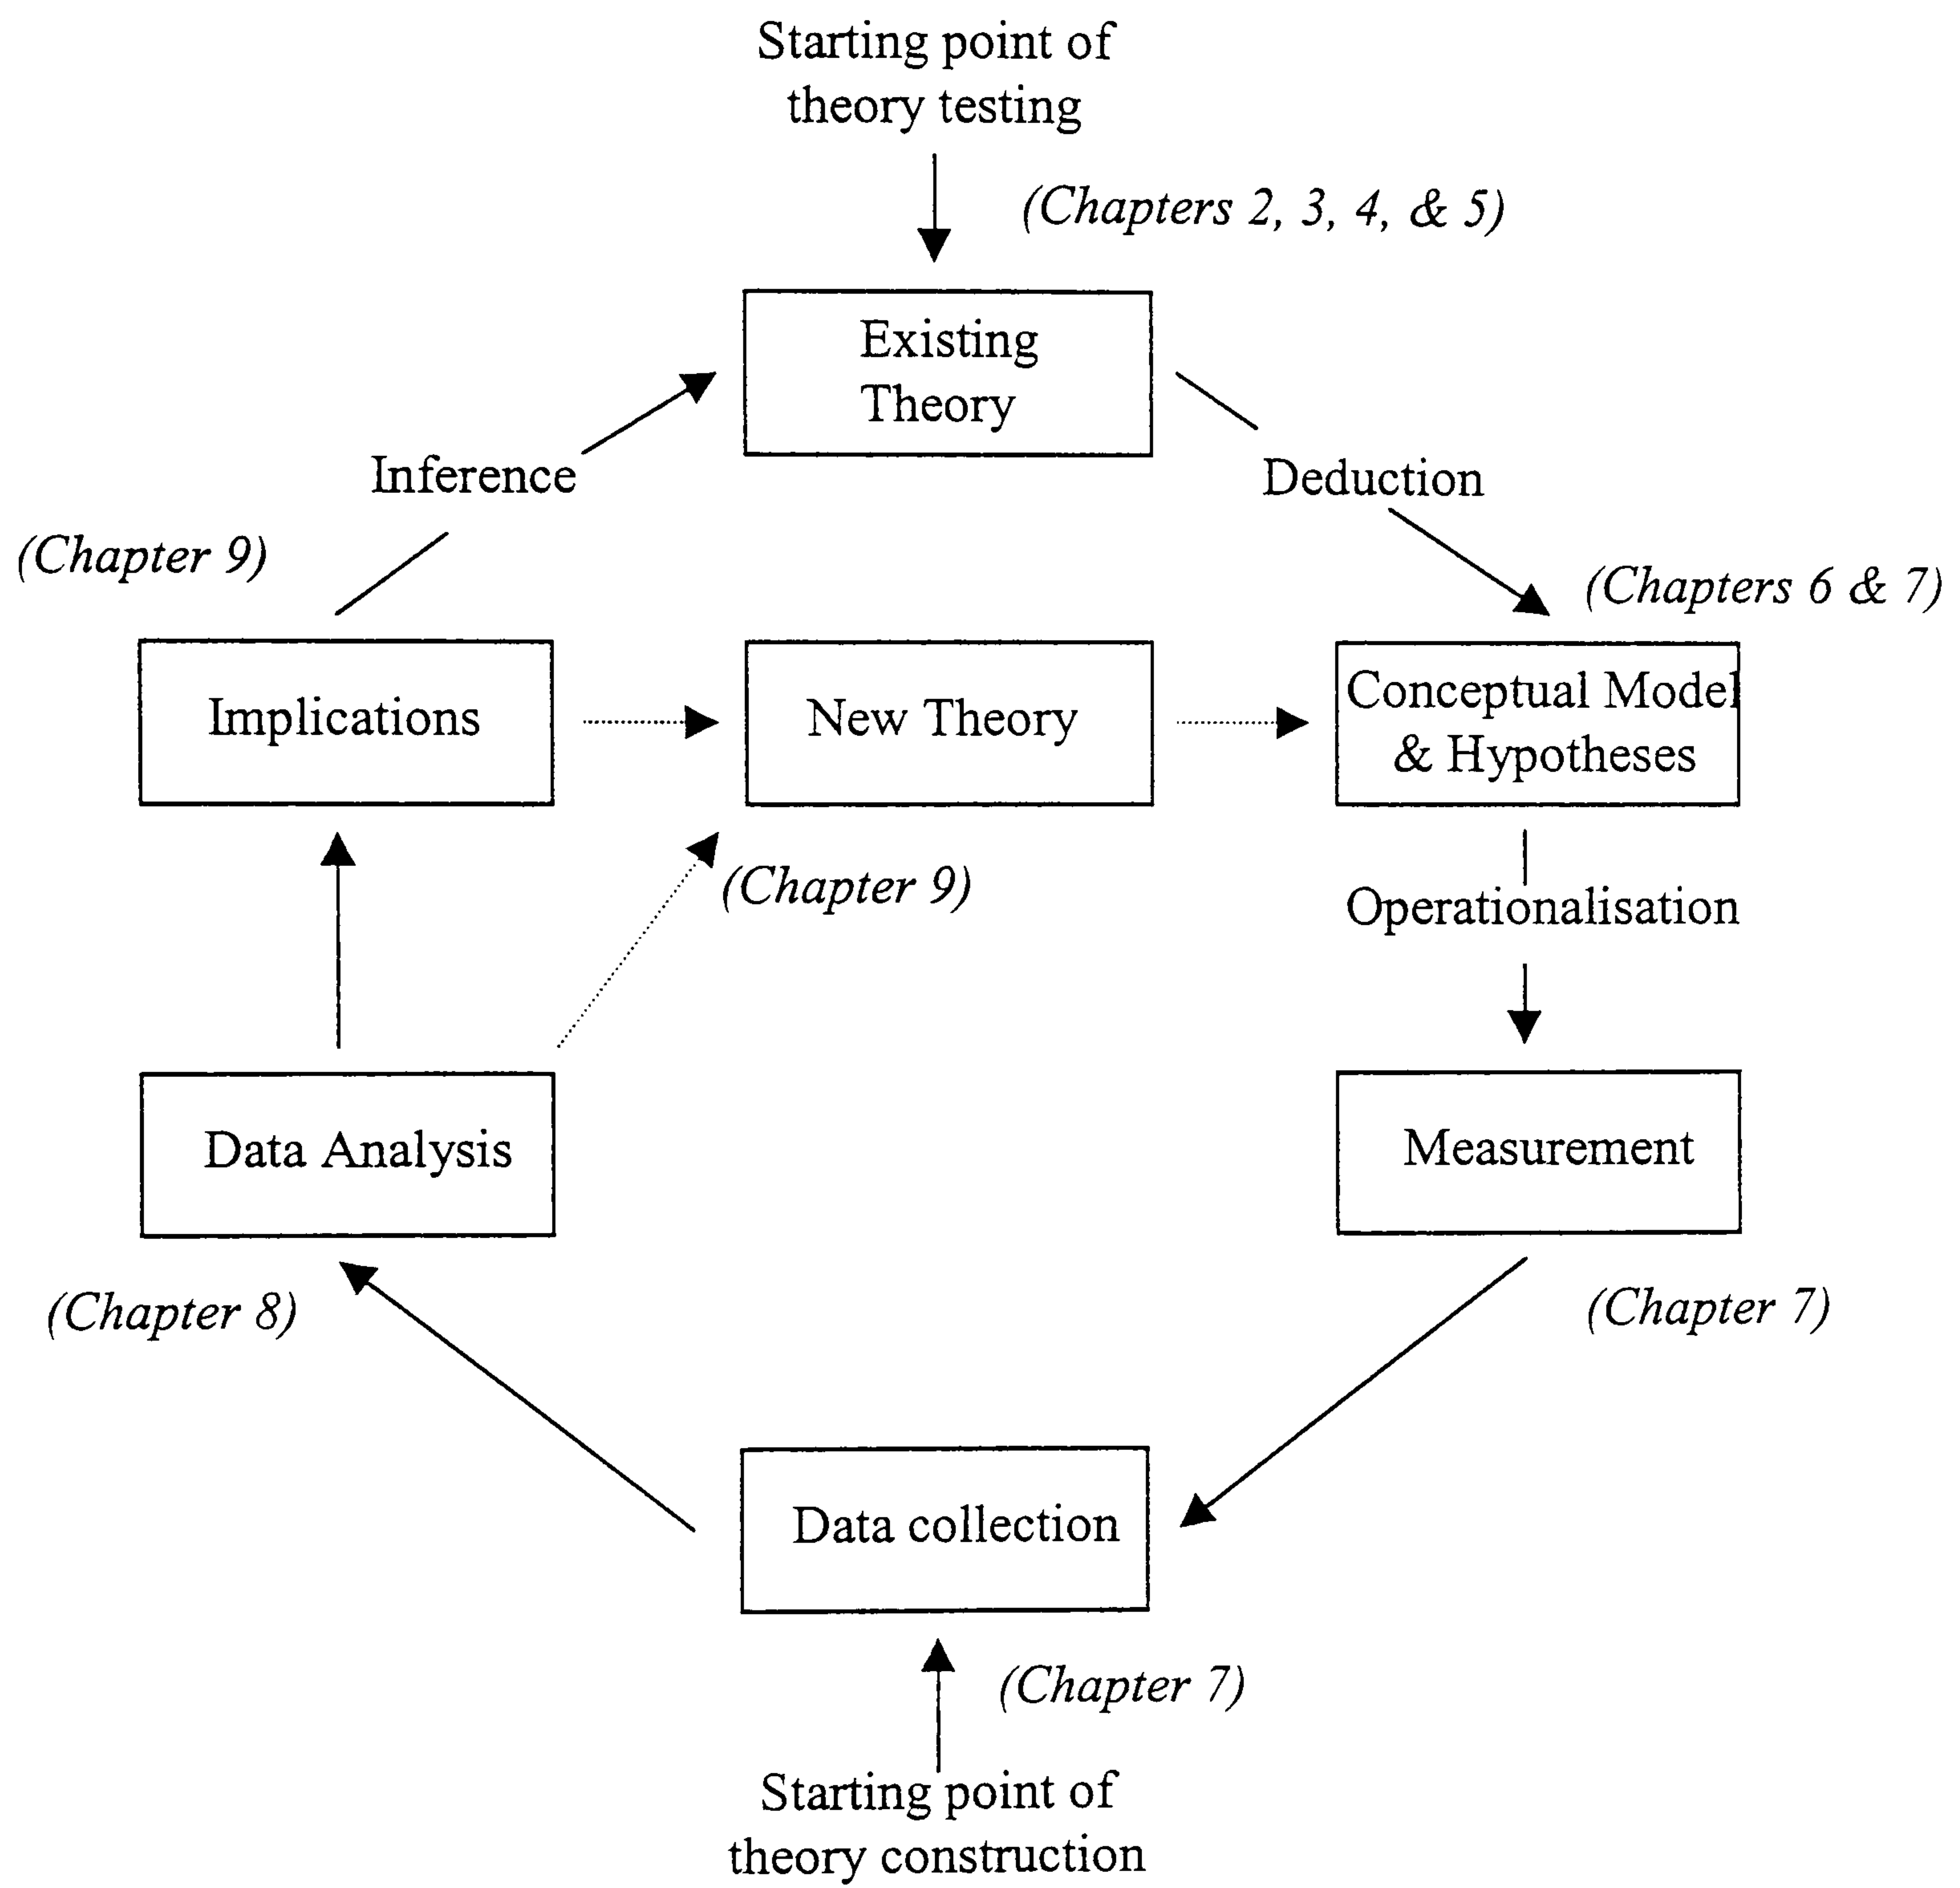 Starting point of
theory testing
(Chapters 2, 3, 4, & 5)
Existing
Theory
Inference
Deduction
(Chapter 9)
(Chapters 6 & 7)
Implications
New Theory
Conceptual Model
& Hypotheses
(Chapter 9)
Operationalisation
Data Analysis
Measurement
(Chapter 8)
(Chapter 7)
Data collection
(Chapter 7)
Starting point of
theory construction